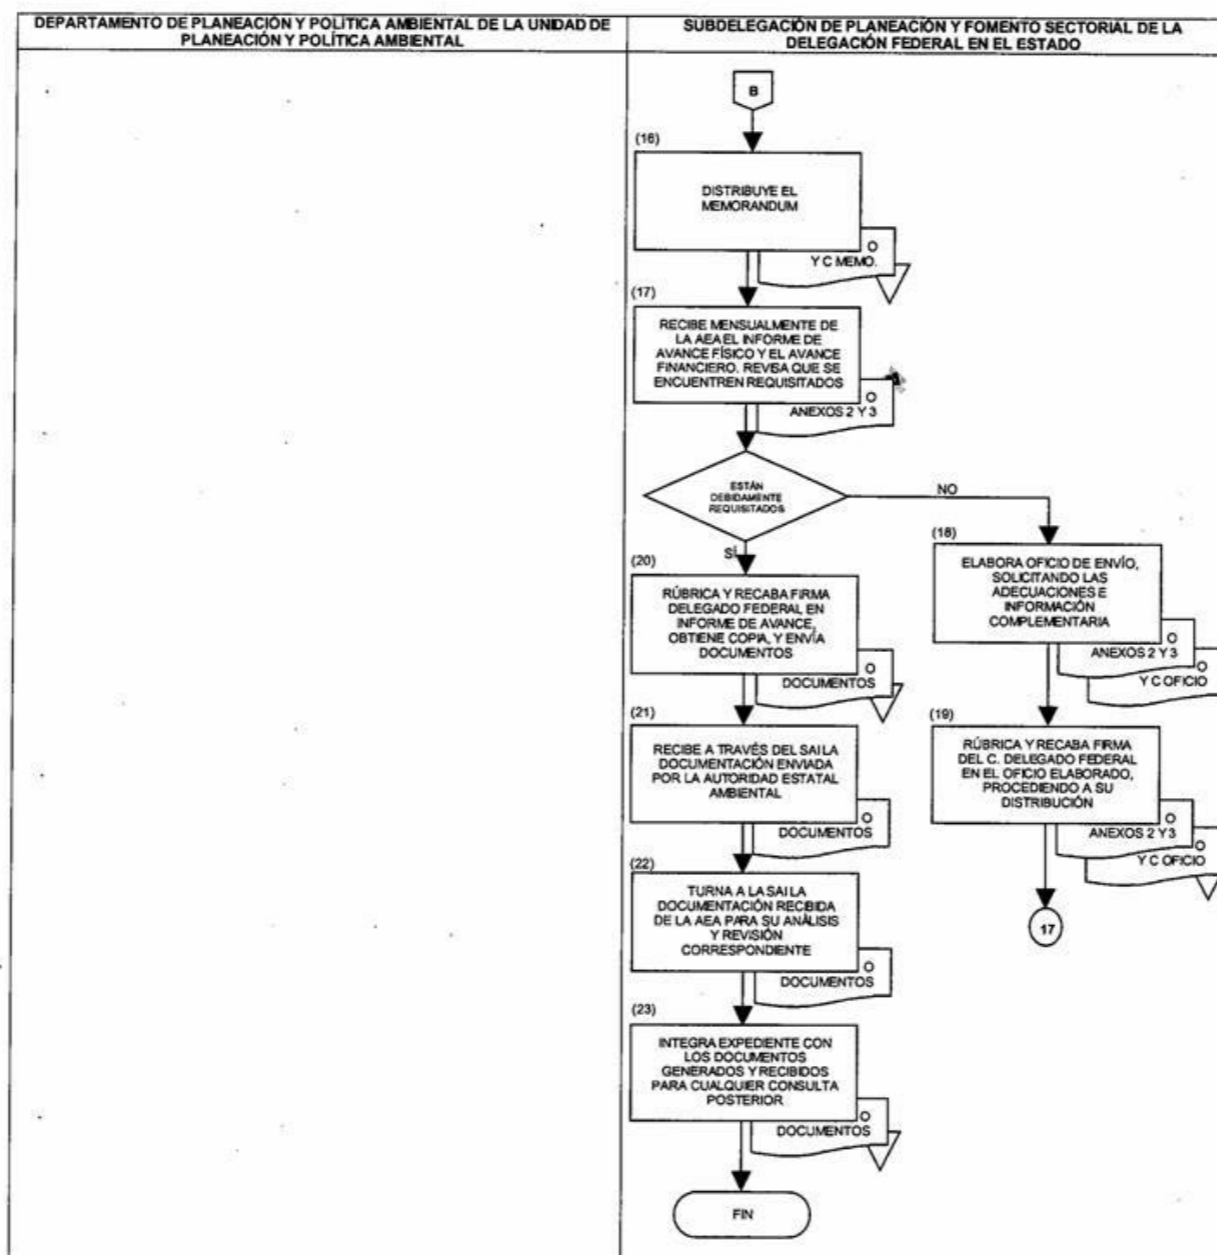 DEPARTAMENTO DE PLANEACIÓN Y POLÍTICA AMBIENTAL DE LA UNIDAD DE
PLANEACIÓN Y POLÍTICA AMBIENTAL
SUBDELEGACIÓN DE PLANEACIÓN Y FOMENTO SECTORIAL DE LA
DELEGACIÓN FEDERAL EN EL ESTADO
B
(16)
DISTRIBUYE EL
MEMORANDUM
O
Y C MEMO.
(17)
RECIBE MENSUALMENTE DE
LA AEA EL INFORME DE
AVANCE FÍSICO Y EL AVANCE
FINANCIERO. REVISA QUE SE
ENCUENTREN REQUISITADOS
O
ANEXOS 2 Y 3
ESTÁN
DEBIDAMENTE
REQUISITADOS
NO
SÍ
(18)
ELABORA OFICIO DE ENVÍO,
SOLICITANDO LAS
ADECUACIONES E
INFORMACIÓN
COMPLEMENTARIA
O
ANEXOS 2 Y 3
O
Y C OFICIO
(20)
RÚBRICA Y RECABA FIRMA
DELEGADO FEDERAL EN
INFORME DE AVANCE,
OBTIENE COPIA, Y ENVÍA
DOCUMENTOS
O
DOCUMENTOS
(19)
RÚBRICA Y RECABA FIRMA
DEL C. DELEGADO FEDERAL
EN EL OFICIO ELABORADO,
PROCEDIENDO A SU
DISTRIBUCIÓN
O
ANEXOS 2 Y 3
O
Y C OFICIO
17
(21)
RECIBE A TRAVÉS DEL SAI LA
DOCUMENTACIÓN ENVIADA
POR LA AUTORIDAD ESTATAL
AMBIENTAL
O
DOCUMENTOS
(22)
TURNA A LA SAI LA
DOCUMENTACIÓN RECIBIDA
DE LA AEA PARA SU ANÁLISIS
Y REVISIÓN
CORRESPONDIENTE
O
DOCUMENTOS
(23)
INTEGRA EXPEDIENTE CON
LOS DOCUMENTOS
GENERADOS Y RECIBIDOS
PARA CUALQUIER CONSULTA
POSTERIOR
O
DOCUMENTOS
FIN